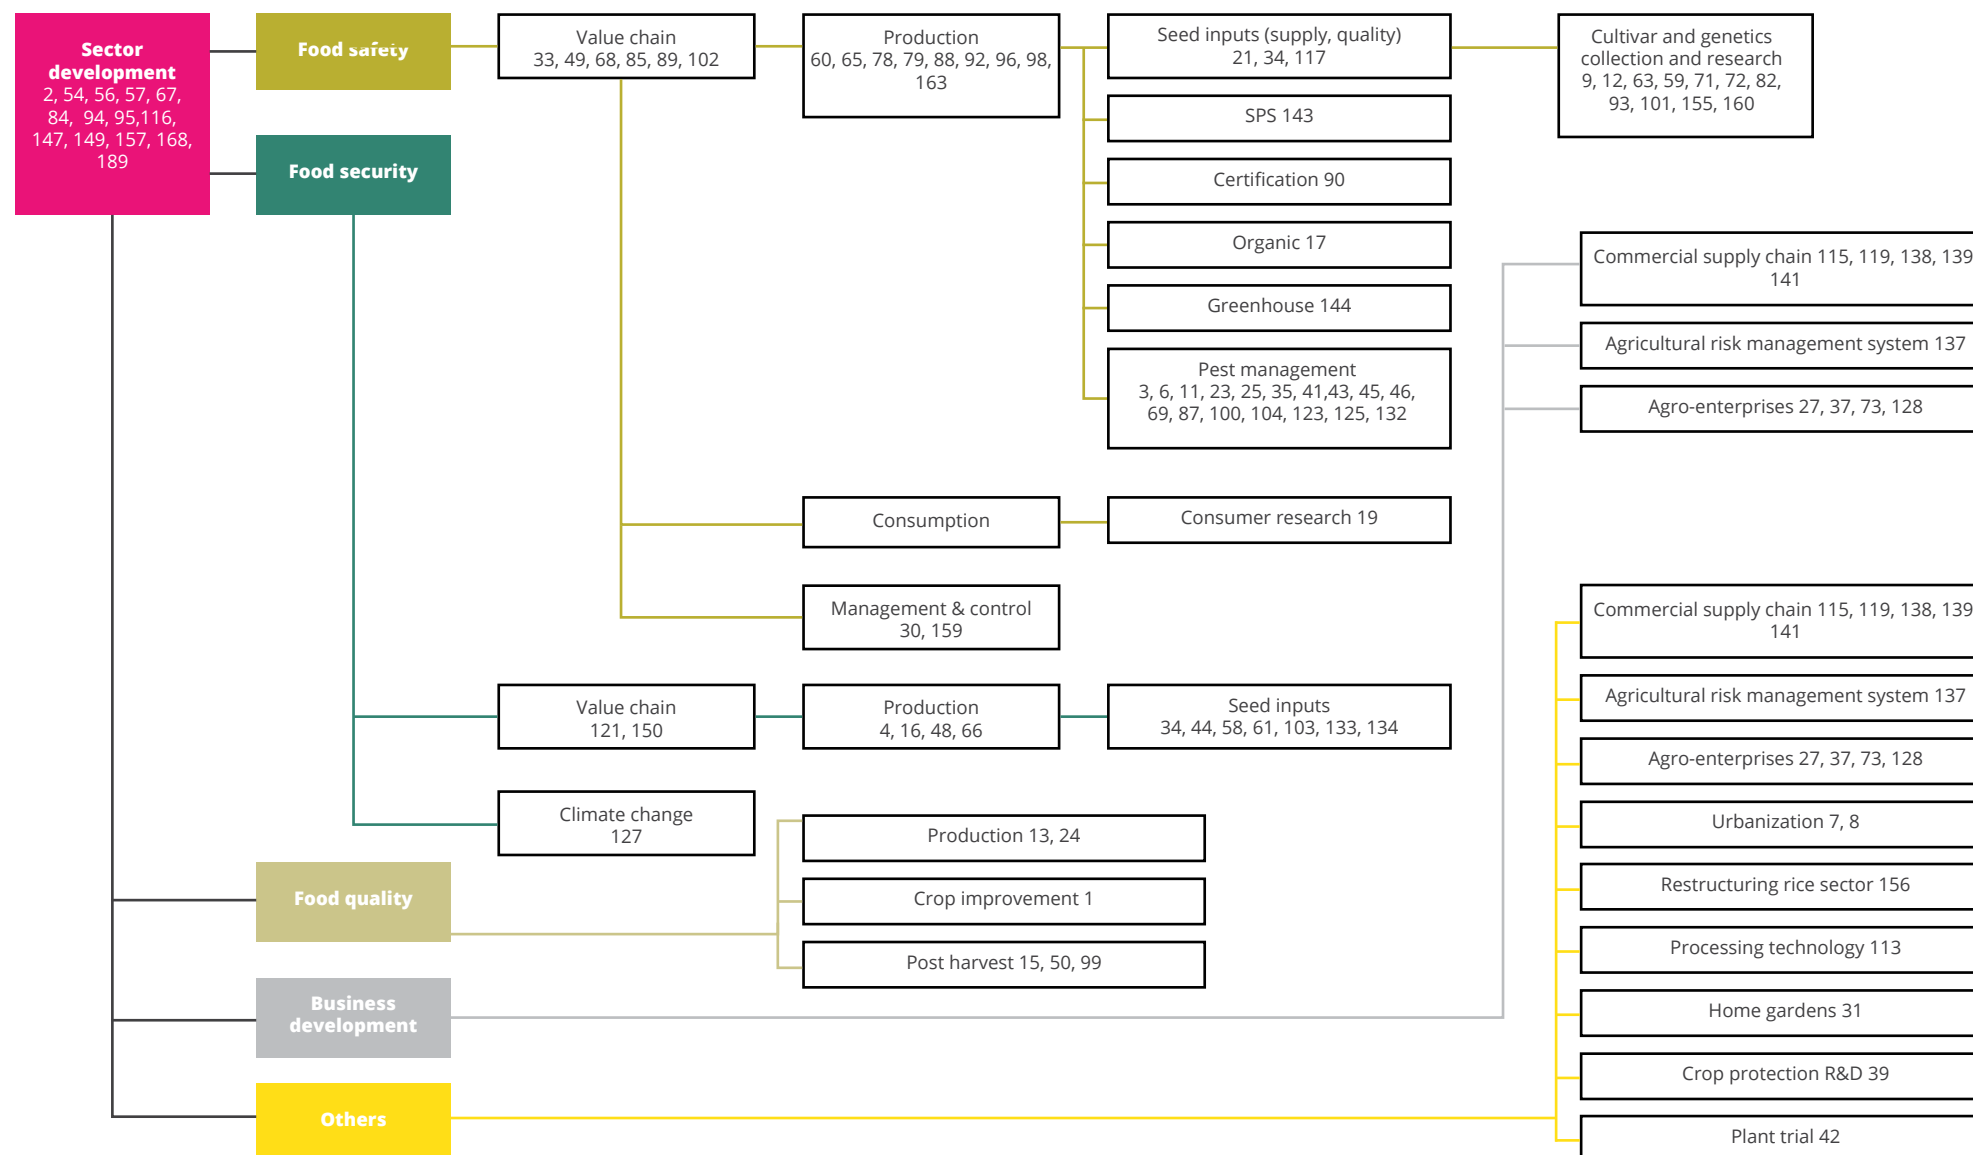 Sector
development
2, 54, 56, 57, 67,
84, 94, 95,116,
147, 149, 157, 168,
189
Food safety
Value chain
33, 49, 68, 85, 89, 102
Production
60, 65, 78, 79, 88, 92, 96, 98,
163
Seed inputs (supply, quality)
21, 34, 117
Cultivar and genetics
collection and research
9, 12, 63, 59, 71, 72, 82,
93, 101, 155, 160
SPS 143
Certification 90
Organic 17
Greenhouse 144
Pest management
3, 6, 11, 23, 25, 35, 41,43, 45, 46,
69, 87, 100, 104, 123, 125, 132
Consumption
Consumer research 19
Management & control
30, 159
Food security
Value chain
121, 150
Production
4, 16, 48, 66
Seed inputs
34, 44, 58, 61, 103, 133, 134
Climate change
127
Food quality
Production 13, 24
Crop improvement 1
Post harvest 15, 50, 99
Business
development
Commercial supply chain 115, 119, 138, 139
141
Agricultural risk management system 137
Agro-enterprises 27, 37, 73, 128
Others
Commercial supply chain 115, 119, 138, 139
141
Agricultural risk management system 137
Agro-enterprises 27, 37, 73, 128
Urbanization 7, 8
Restructuring rice sector 156
Processing technology 113
Home gardens 31
Crop protection R&D 39
Plant trial 42